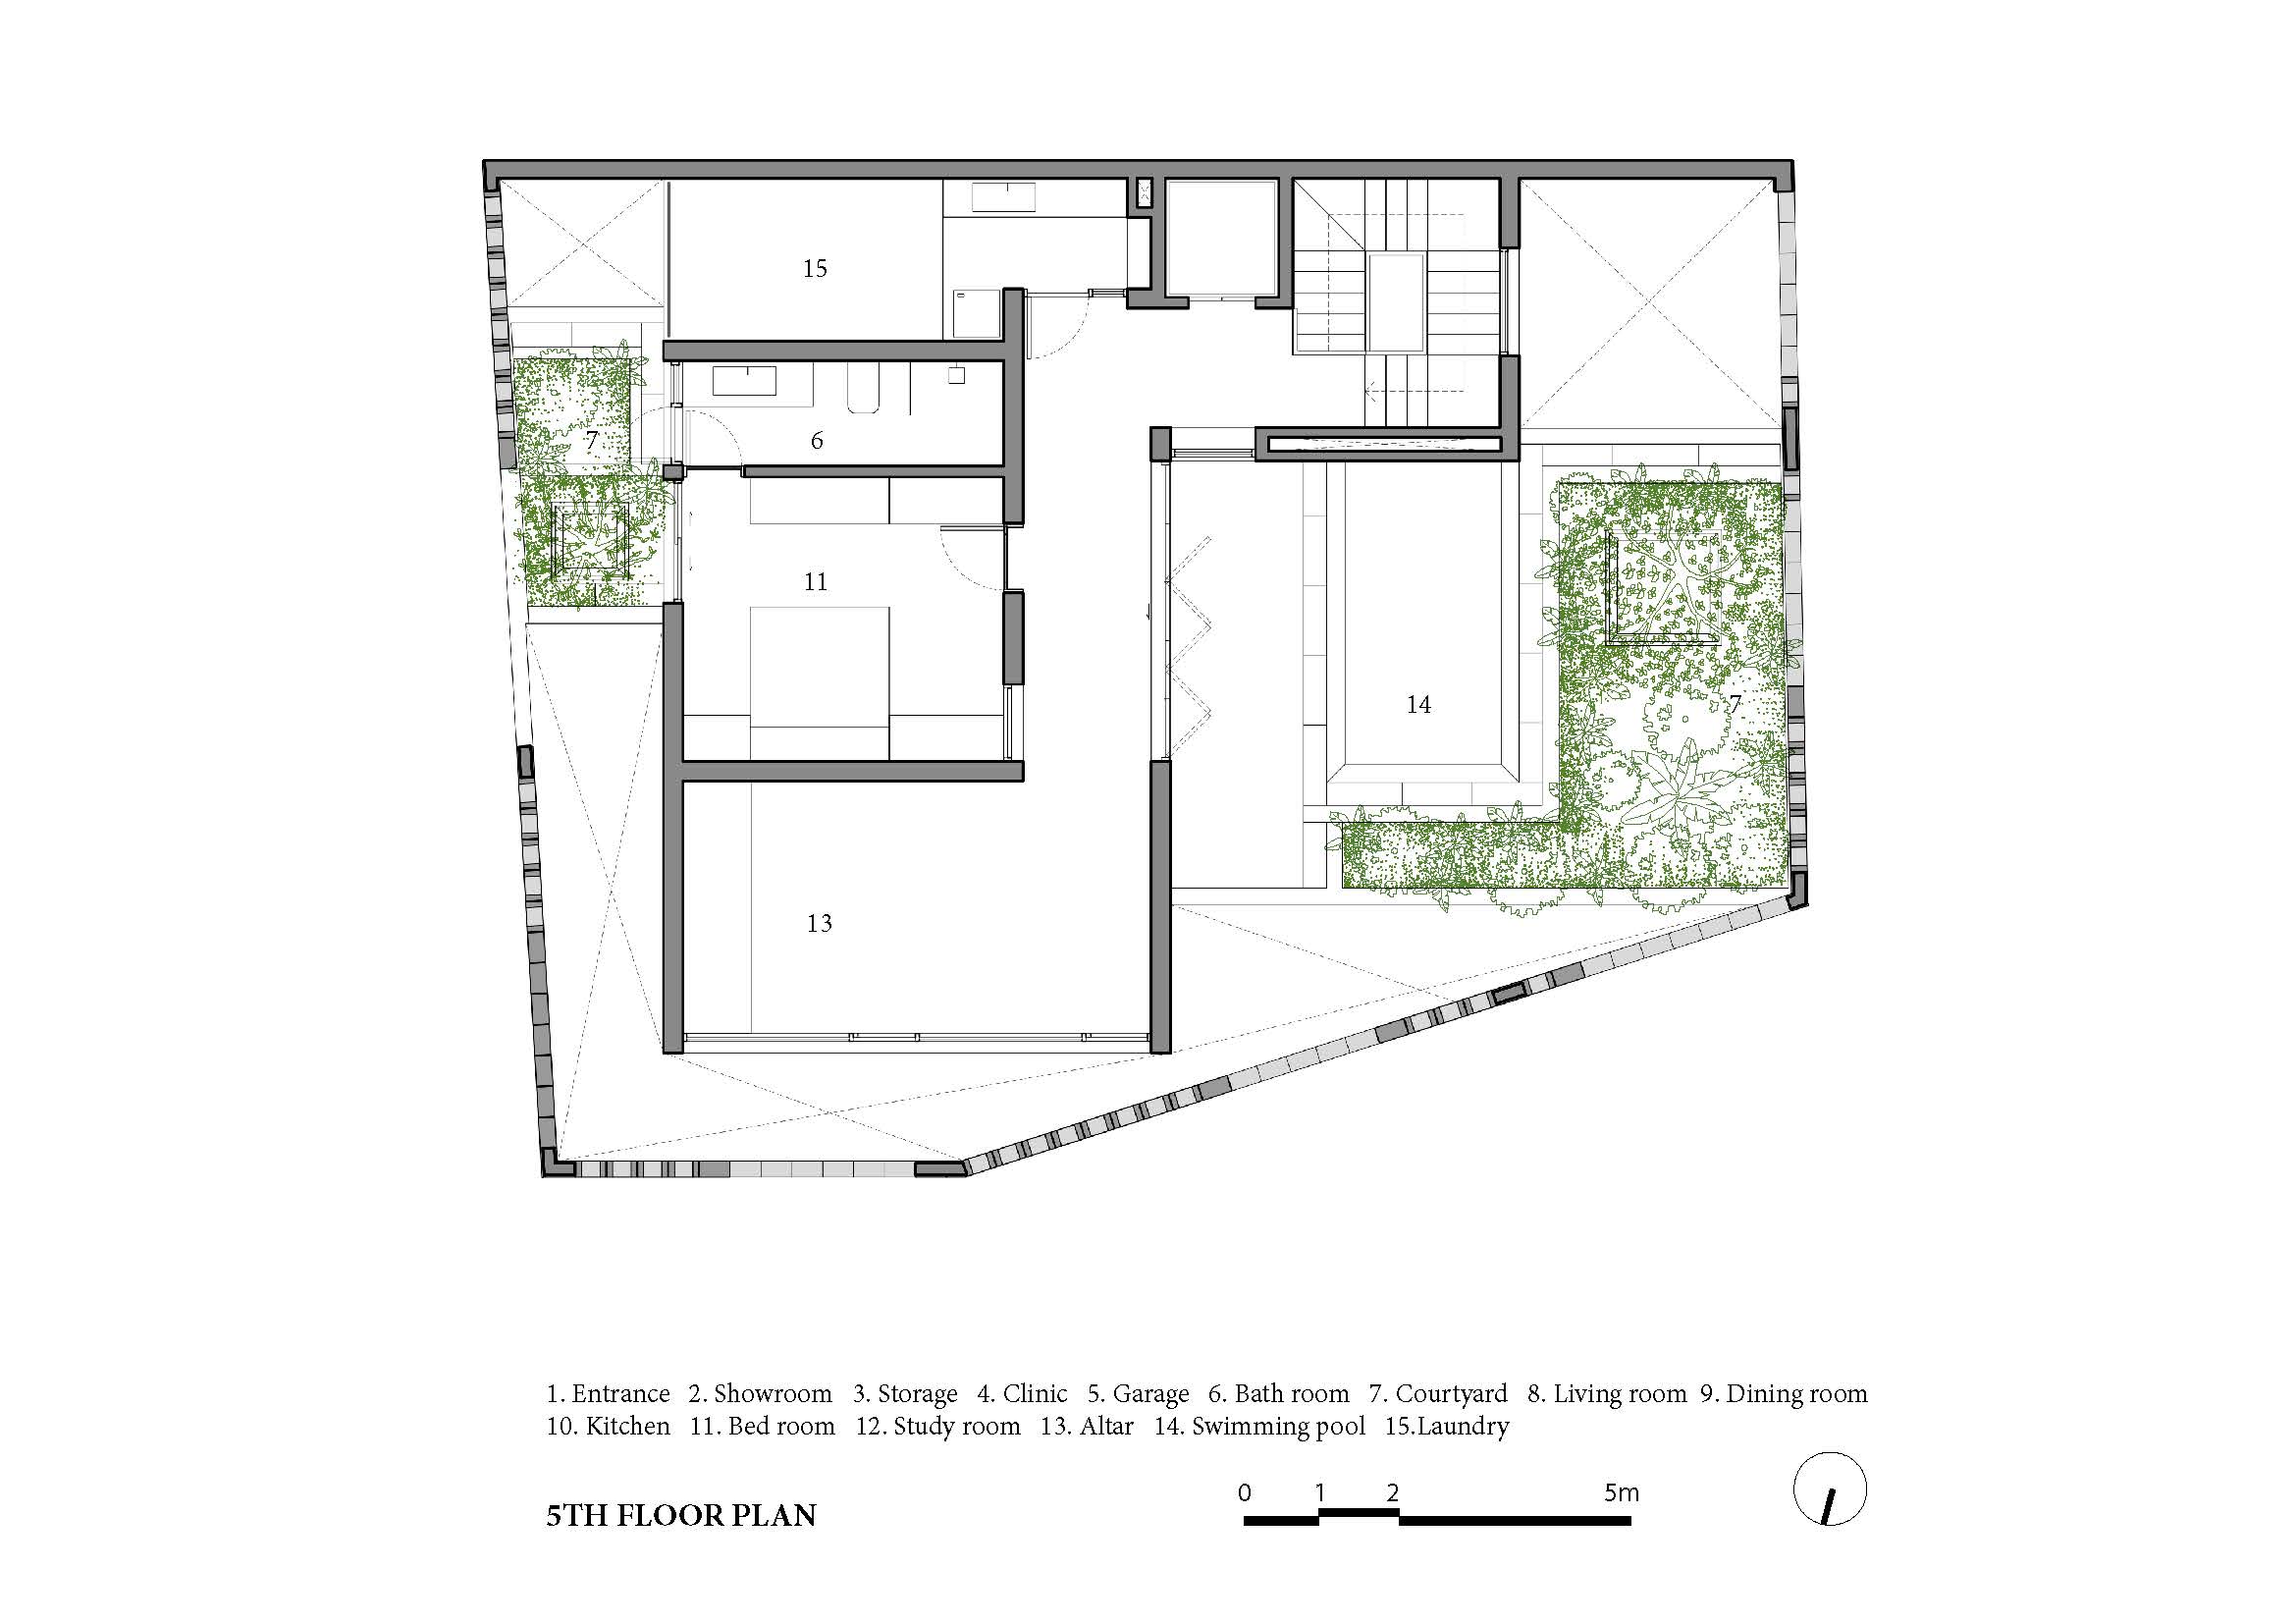 15
7
6
11
14
7
13
1. Entrance 2. Showroom 3. Storage 4. Clinic 5. Garage 6. Bath room 7. Courtyard 8. Living room 9. Dining room
10. Kitchen 11. Bed room 12. Study room 13. Altar 14. Swimming pool 15.Laundry
0 1 2 5m
5TH FLOOR PLAN